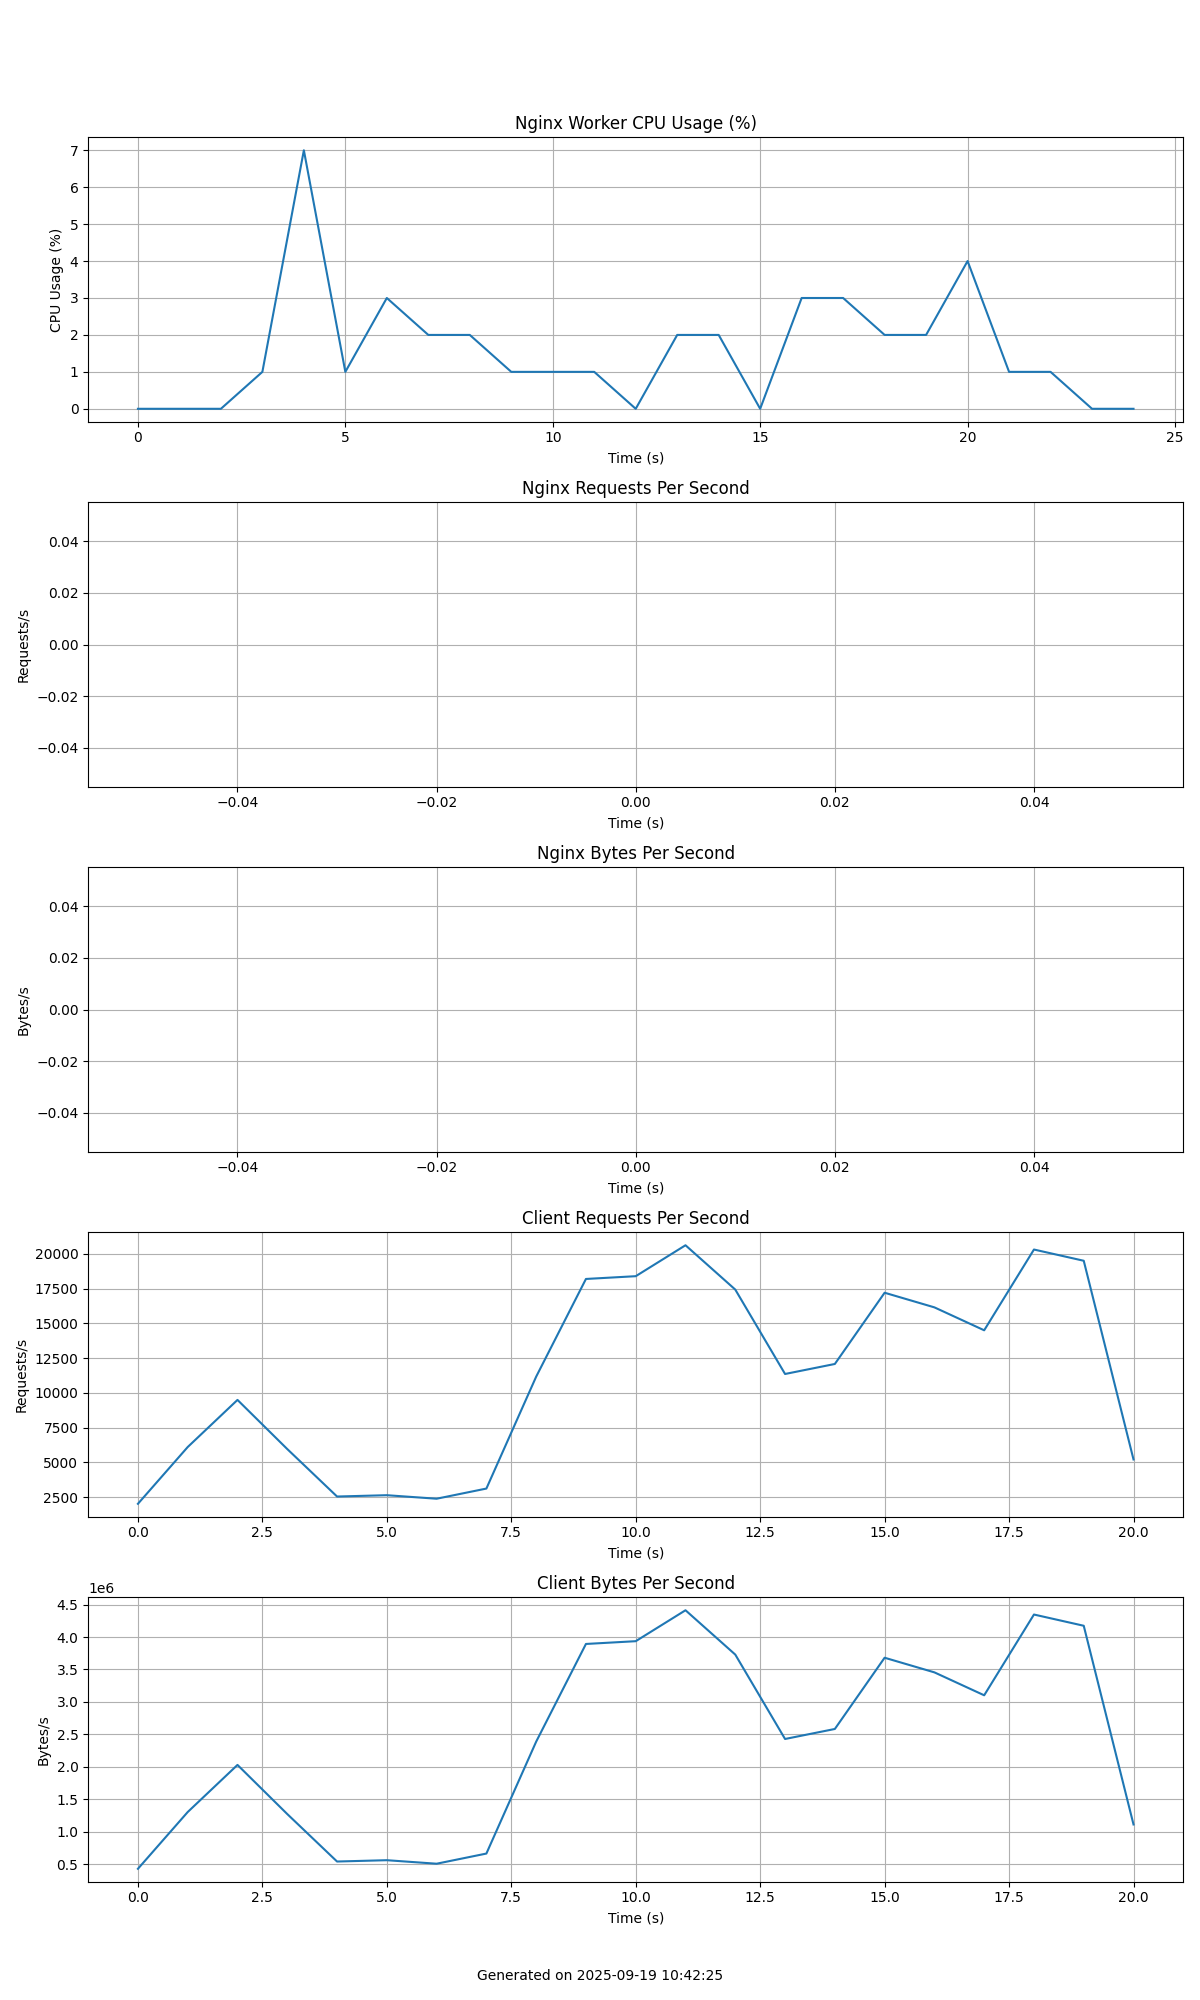 Nginx Worker CPU Usage (%)
7
6
5
4
3
2
1
0
CPU Usage (%)
0 5 10 15 20 25
Time (s)
Nginx Requests Per Second
0.04
0.02
0.00
−0.02
−0.04
Requests/s
−0.04 −0.02 0.00 0.02 0.04
Time (s)
Nginx Bytes Per Second
0.04
0.02
0.00
−0.02
−0.04
Bytes/s
−0.04 −0.02 0.00 0.02 0.04
Time (s)
Client Requests Per Second
20000
17500
15000
12500
10000
7500
5000
2500
Requests/s
0.0 2.5 5.0 7.5 10.0 12.5 15.0 17.5 20.0
Time (s)
Client Bytes Per Second
1e6
4.5
4.0
3.5
3.0
2.5
2.0
1.5
1.0
0.5
Bytes/s
0.0 2.5 5.0 7.5 10.0 12.5 15.0 17.5 20.0
Time (s)
Generated on 2025-09-19 10:42:25